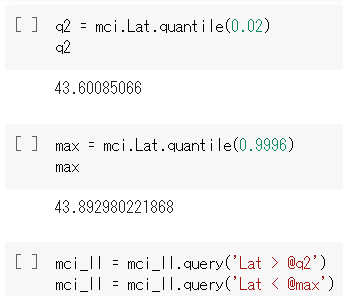 [ ] q2 = mci.Lat.quantile(0.02)
q2
43.60085066
[ ] max = mci.Lat.quantile(0.9996)
max
43.892980221868
[ ] mci_ll = mci_ll.query('Lat > @q2')
mci_ll = mci_ll.query('Lat < @max')